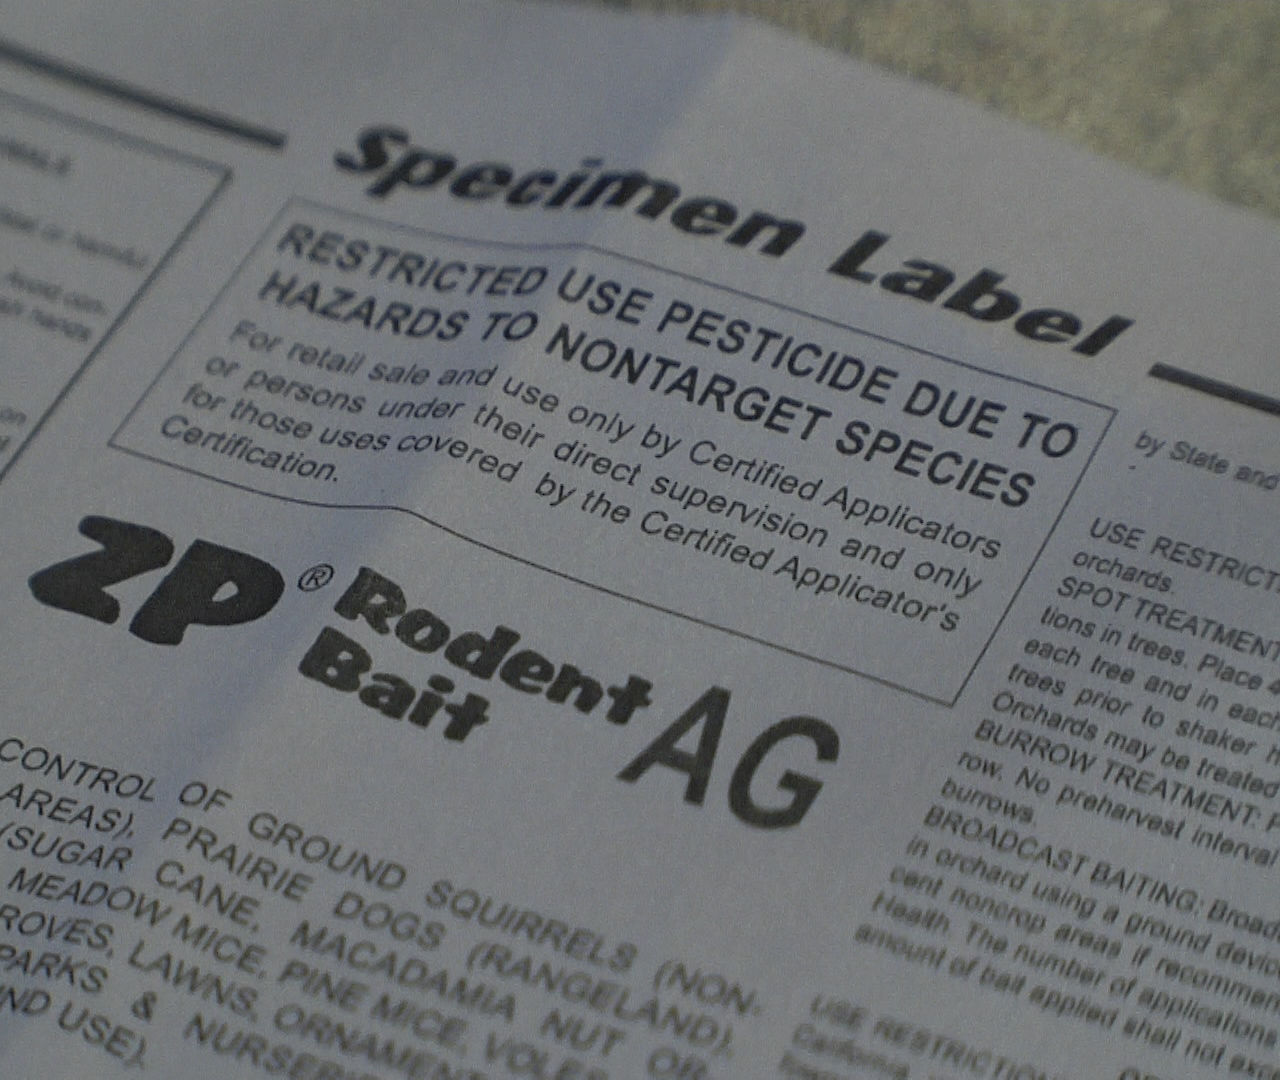 Specimen Label
RESTRICTED USE PESTICIDE DUE TO
HAZARDS TO NONTARGET SPECIES
For retail sale and use only by Certified Applicators
or persons under their direct supervision and only
for those uses covered by the Certified Applicator's
Certification.
ZP® Rodent
Bait AG
CONTROL OF GROUND SQUIRRELS (NON-
AREAS), PRAIRIE DOGS (RANGELAND),
(SUGAR CANE, MACADAMIA NUT OR-
MEADOW MICE, PINE MICE, VOLES
ROVES, LAWNS, ORNAMENT
PARKS & NURSERI
ND USE).
by State and
USE RESTRICT
orchards.
SPOT TREATMENT
tions in trees. Place 4
each tree and in each
trees prior to shaker h
Orchards may be treated
BURROW TREATMENT: P
row. No preharvest interval
burrows.
BROADCAST BAITING: Broad
in orchard using a ground devic
cent noncrop areas if recommen
Health. The number of applications
amount of bait applied shall not exc
USE RESTRICTION
California